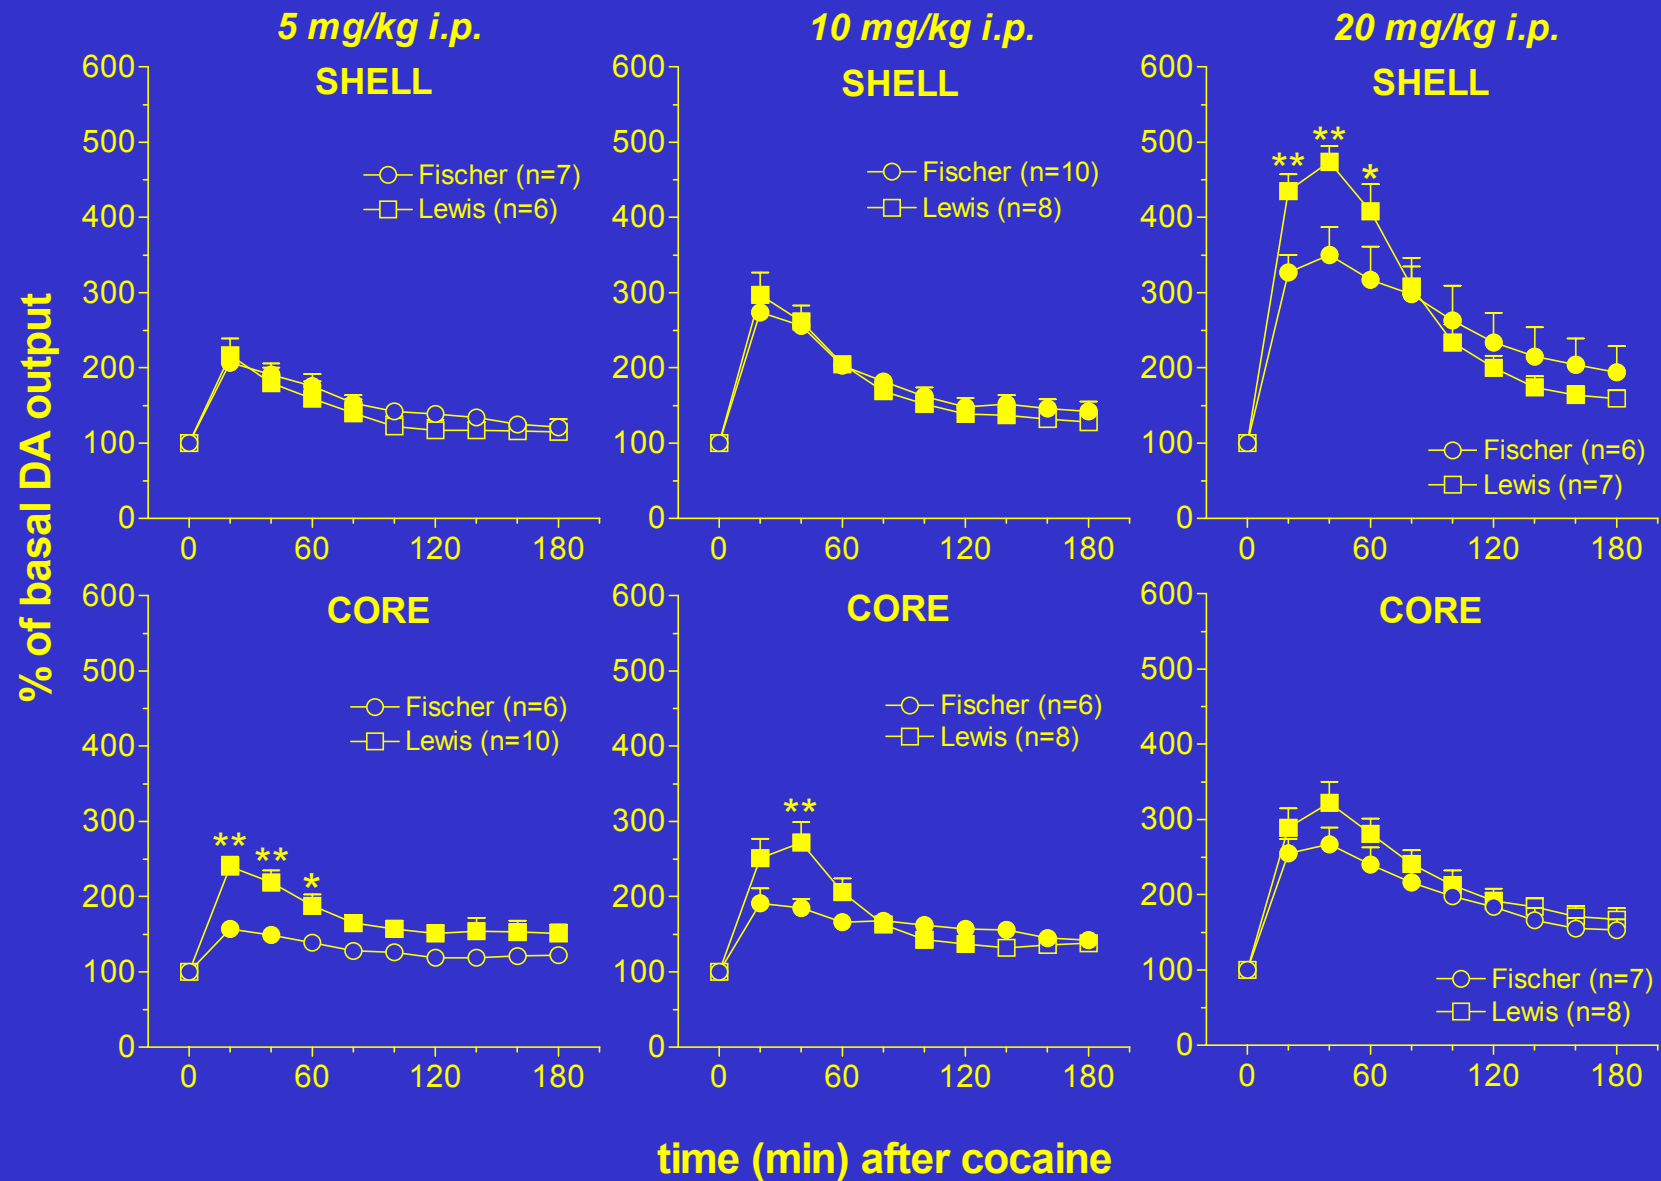 5 mg/kg i.p.
10 mg/kg i.p.
20 mg/kg i.p.
% of basal DA output
SHELL
600
500
400
300
200
100
0
** 
Fischer (n=7)
Lewis (n=6)
0 60 120 180
SHELL
600
500
400
300
200
100
0
Fischer (n=10)
Lewis (n=8)
0 60 120 180
SHELL
600
500
400
300
200
100
0
** ** *
Fischer (n=6)
Lewis (n=7)
0 60 120 180
CORE
600
500
400
300
200
100
0
Fischer (n=6)
Lewis (n=10)
** ** *
0 60 120 180
CORE
600
500
400
300
200
100
0
Fischer (n=6)
Lewis (n=8)
**
0 60 120 180
CORE
600
500
400
300
200
100
0
Fischer (n=7)
Lewis (n=8)
0 60 120 180
time (min) after cocaine